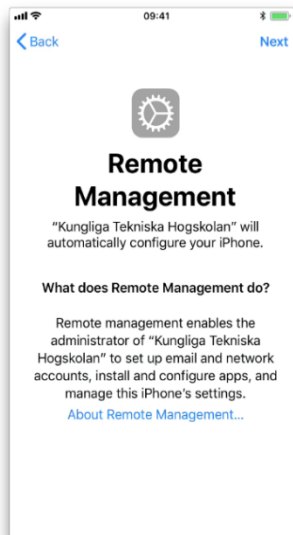 09:41
Back
Next
Remote
Management
"Kungliga Tekniska Hogskolan" will
automatically configure your iPhone.
What does Remote Management do?
Remote management enables the
administrator of "Kungliga Tekniska
Hogskolan" to set up email and network
accounts, install and configure apps, and
manage this iPhone's settings.
About Remote Management...